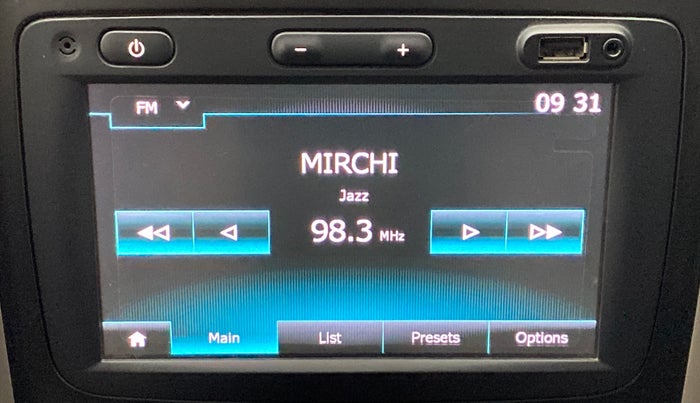 FM
09 31
MIRCHI
Jazz
98.3 MHz
Main
List
Presets
Options